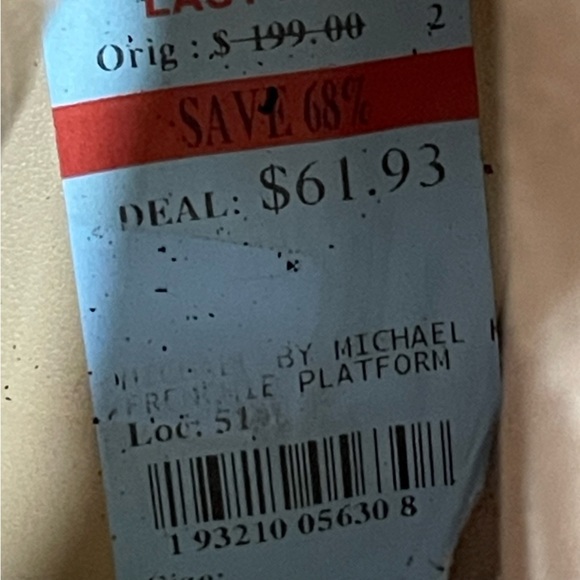 Orig : $ 199.00 2
SAVE 68%
DEAL: $61.93
BY MICHAEL
PLATFORM
Loc: 51
1 93210 05630 8